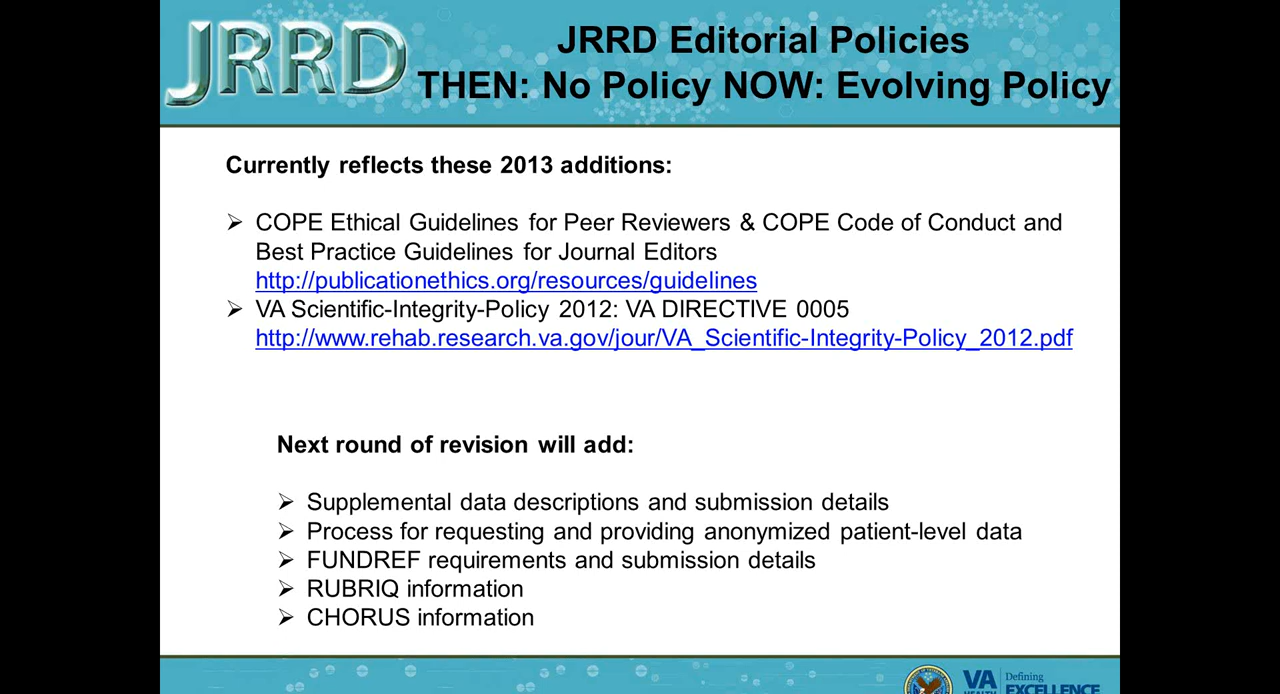 JRRD
JRRD Editorial Policies
THEN: No Policy NOW: Evolving Policy
Currently reflects these 2013 additions:
➢ COPE Ethical Guidelines for Peer Reviewers & COPE Code of Conduct and
Best Practice Guidelines for Journal Editors
http://publicationethics.org/resources/guidelines
➢ VA Scientific-Integrity-Policy 2012: VA DIRECTIVE 0005
http://www.rehab.research.va.gov/jour/VA_Scientific-Integrity-Policy_2012.pdf
Next round of revision will add:
➢ Supplemental data descriptions and submission details
➢ Process for requesting and providing anonymized patient-level data
➢ FUNDREF requirements and submission details
➢ RUBRIQ information
➢ CHORUS information
VA
HEALTH
Defining
EXCELLENCE